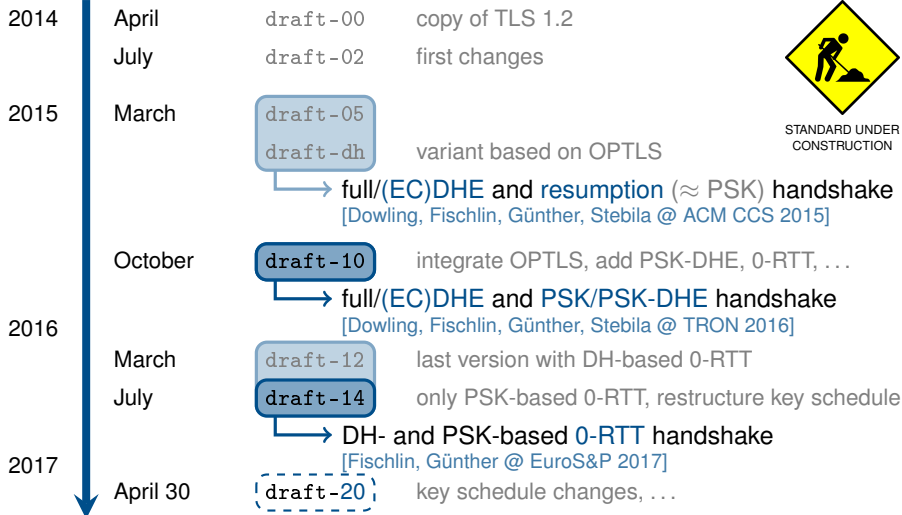 2014 April draft-00 copy of TLS 1.2
July draft-02 first changes
2015 March draft-05
STANDARD UNDER
CONSTRUCTION
draft-dh variant based on OPTLS
full/(EC)DHE and resumption (≈ PSK) handshake
[Dowling, Fischlin, Günther, Stebila @ ACM CCS 2015]
October draft-10 integrate OPTLS, add PSK-DHE, 0-RTT, ...
full/(EC)DHE and PSK/PSK-DHE handshake
[Dowling, Fischlin, Günther, Stebila @ TRON 2016]
2016
March draft-12 last version with DH-based 0-RTT
July draft-14 only PSK-based 0-RTT, restructure key schedule
DH- and PSK-based 0-RTT handshake
[Fischlin, Günther @ EuroS&P 2017]
2017
April 30 draft-20 key schedule changes, ...